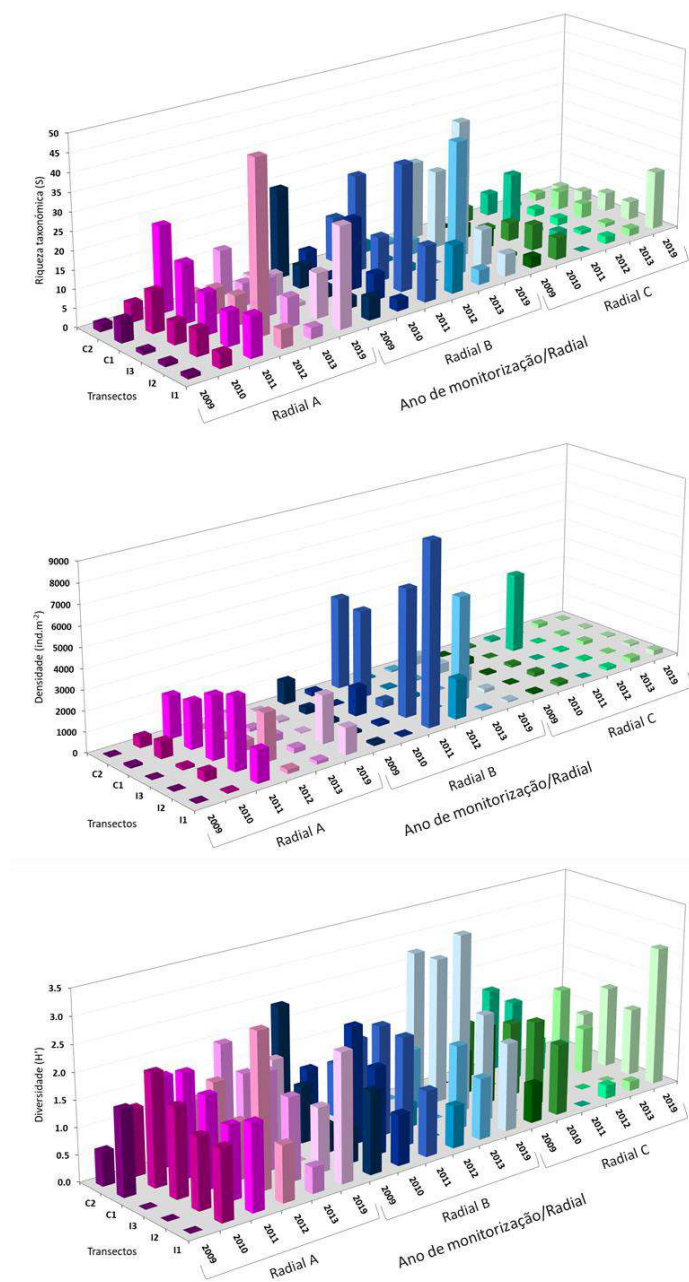 50
45
40
35
30
25
20
15
10
5
0
Riqueza taxonómica (S)
C2
C1
I3
I2
I1
Transectos
2009
2010
2011
2012
2013
2019
2009
2010
2011
2012
2013
2019
2009
2010
2011
2012
2013
2019
Radial A
Radial B
Radial C
Ano de monitorização/Radial
9000
8000
7000
6000
5000
4000
3000
2000
1000
0
Densidade (ind.m⁻²)
C2
C1
I3
I2
I1
Transectos
2009
2010
2011
2012
2013
2019
2009
2010
2011
2012
2013
2019
2009
2010
2011
2012
2013
2019
Radial A
Radial B
Radial C
Ano de monitorização/Radial
3.5
3.0
2.5
2.0
1.5
1.0
0.5
0.0
Diversidade (H')
C2
C1
I3
I2
I1
Transectos
2009
2010
2011
2012
2013
2019
2009
2010
2011
2012
2013
2019
2009
2010
2011
2012
2013
2019
Radial A
Radial B
Radial C
Ano de monitorização/Radial